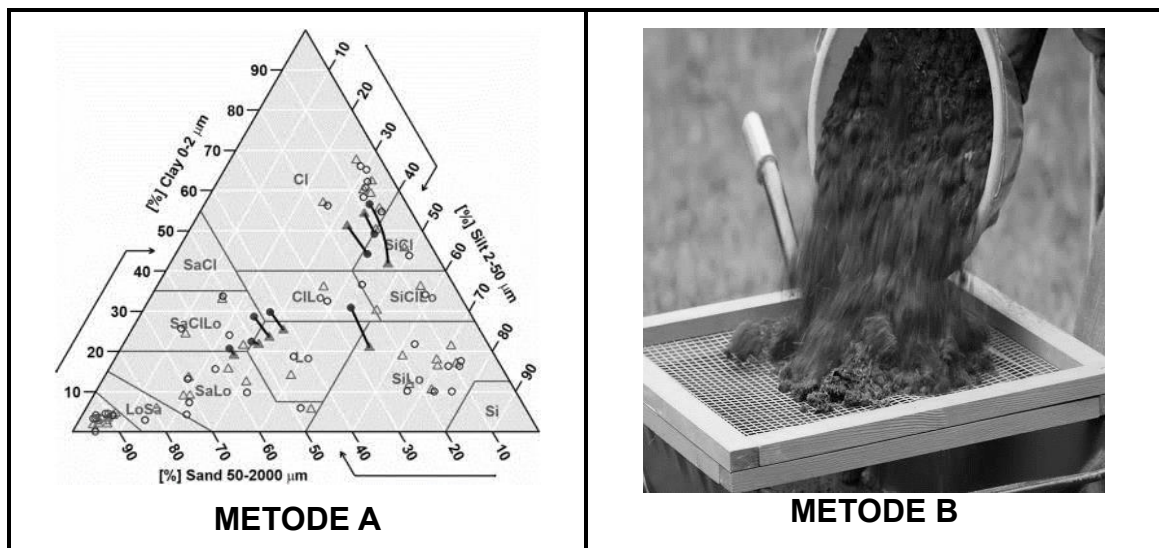 90
80
70
60
50
40
30
20
10
[%] Clay 0-2 μm
10
20
30
40
50
60
70
80
90
[%] Silt 2-50 μm
Cl
SiCl
SaCl
ClLo
SiClLo
SaClLo
L
SaLo
SiLo
LoSa
Si
90
80
70
60
50
40
30
20
10
[%] Sand 50-2000 μm
METODE A
METODE B